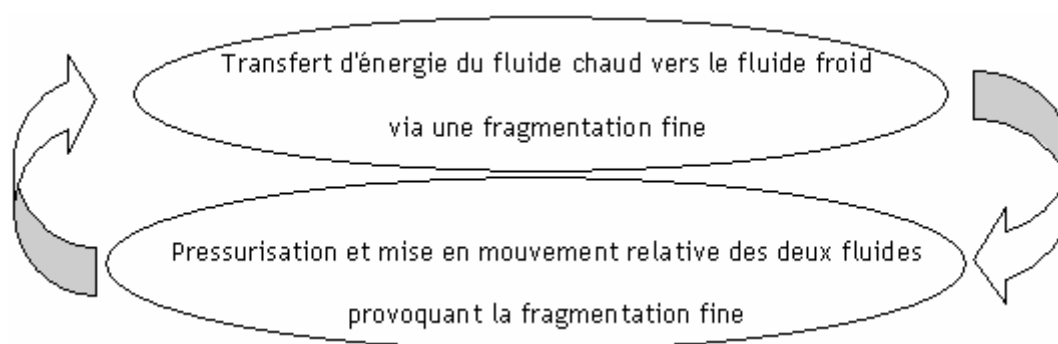 Transfert d'énergie du fluide chaud vers le fluide froid
via une fragmentation fine
Pressurisation et mise en mouvement relative des deux fluides
provoquant la fragmentation fine